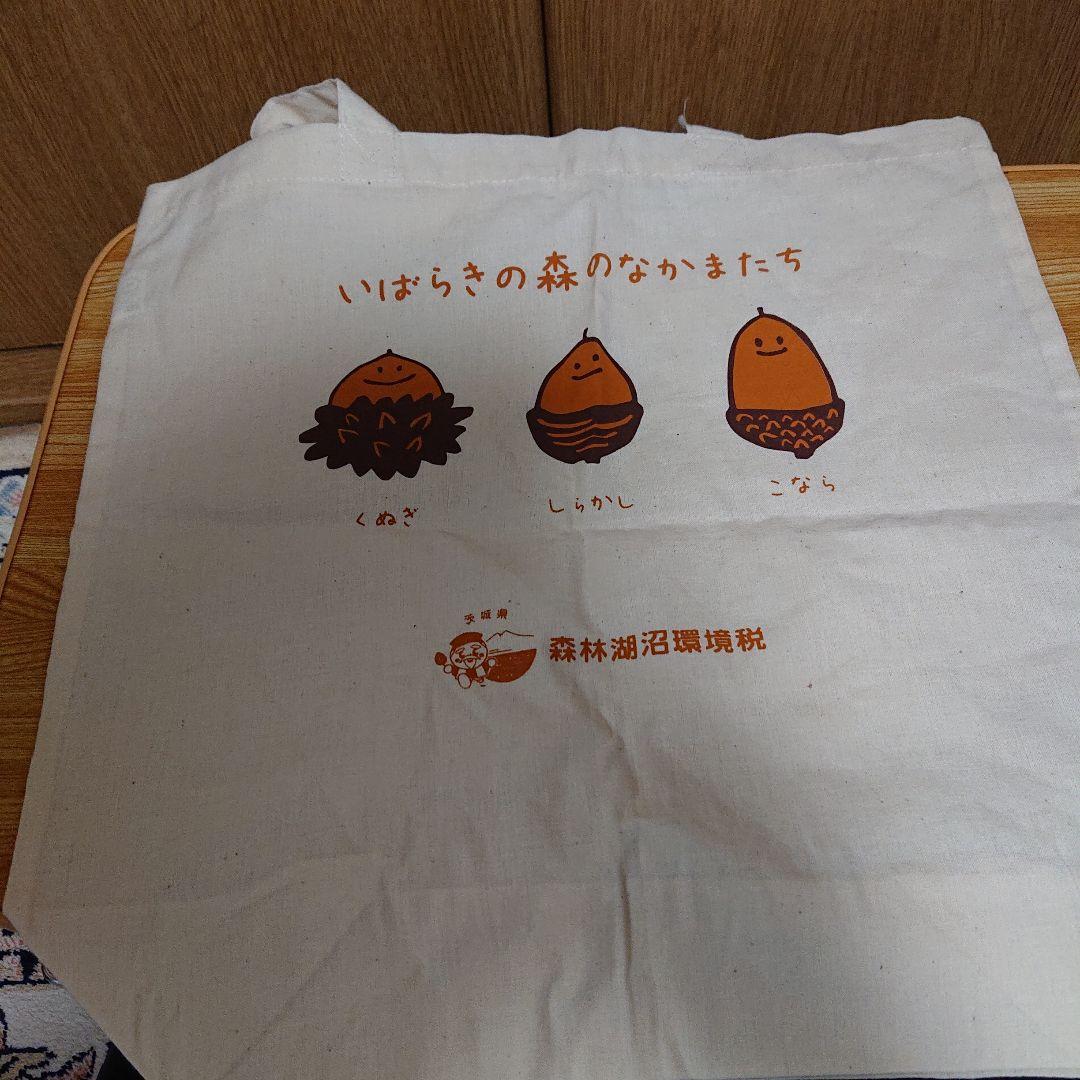 いばらきの森のなかまたち
くぬぎ
しらかし
こなら
茨城県
森林湖沼環境税